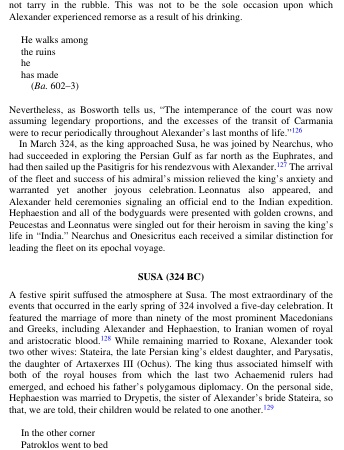 not tarry in the rubble. This was not to be the sole occasion upon which
Alexander experienced remorse as a result of his drinking.
He walks among
the ruins
he
has made
(Ba. 602–3)
Nevertheless, as Bosworth tells us, “The intemperance of the court was now
assuming legendary proportions, and the excesses of the transit of Carmania
were to recur periodically throughout Alexander's last months of life.”126
In March 324, as the king approached Susa, he was joined by Nearchus, who
had succeeded in exploring the Persian Gulf as far north as the Euphrates, and
had then sailed up the Pasitigris for his rendezvous with Alexander.127 The arrival
of the fleet and success of his admiral's mission relieved the king's anxiety and
warranted yet another joyous celebration. Leonnatus also appeared, and
Alexander held ceremonies signaling an official end to the Indian expedition.
Hephaestion and all of the bodyguards were presented with golden crowns, and
Peucestas and Leonnatus were singled out for their heroism in saving the king's
life in “India.” Nearchus and Onesicritus each received a similar distinction for
leading the fleet on its epochal voyage.
SUSA (324 BC)
A festive spirit suffused the atmosphere at Susa. The most extraordinary of the
events that occurred in the early spring of 324 involved a five-day celebration. It
featured the marriage of more than ninety of the most prominent Macedonians
and Greeks, including Alexander and Hephaestion, to Iranian women of royal
and aristocratic blood.128 While remaining married to Roxane, Alexander took
two other wives: Stateira, the late Persian king's eldest daughter, and Parysatis,
the daughter of Artaxerxes III (Ochus). The king thus associated himself with
both of the royal houses from which the last two Achaemenid rulers had
emerged, and echoed his father's polygamous diplomacy. On the personal side,
Hephaestion was married to Drypetis, the sister of Alexander's bride Stateira, so
that, we are told, their children would be related to one another.129
In the other corner
Patroklos went to bed